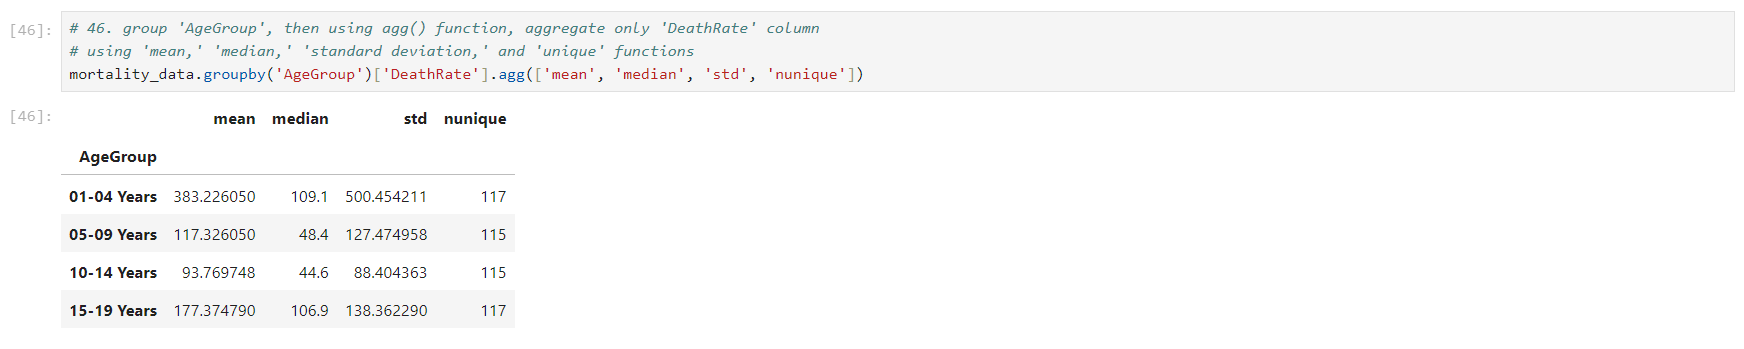 [46]: # 46. group 'AgeGroup', then using agg() function, aggregate only 'DeathRate' column
# using 'mean,' 'median,' 'standard deviation,' and 'unique' functions
mortality_data.groupby('AgeGroup')['DeathRate'].agg(['mean', 'median', 'std', 'nunique'])
[46]: mean median std nunique
AgeGroup
01-04 Years 383.226050 109.1 500.454211 117
05-09 Years 117.326050 48.4 127.474958 115
10-14 Years 93.769748 44.6 88.404363 115
15-19 Years 177.374790 106.9 138.362290 117